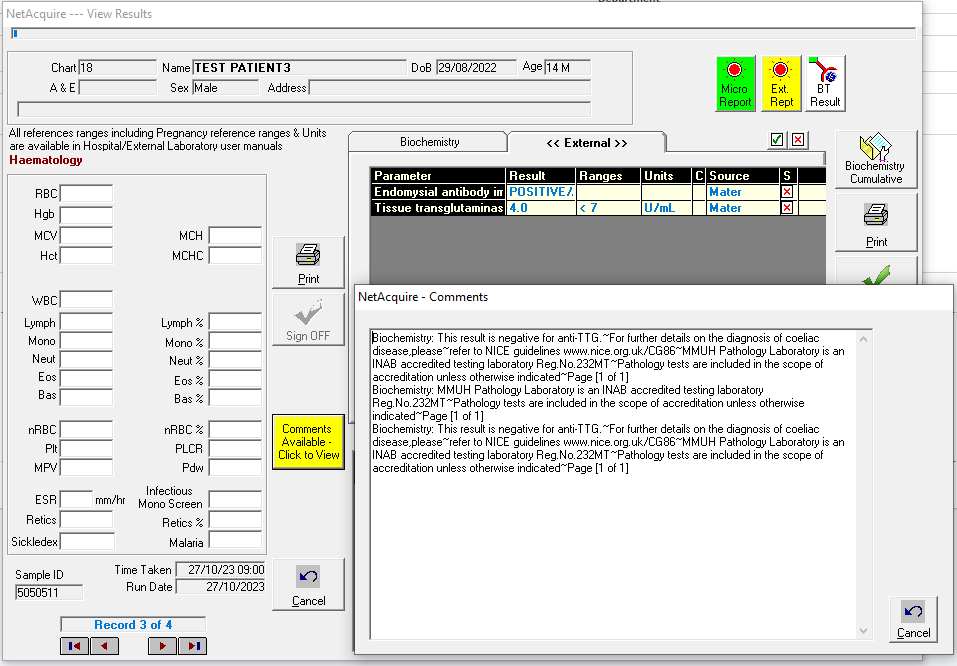 Department
NetAcquire --- View Results
Chart 18 Name TEST PATIENT3 DoB 29/08/2022 Age 14 M
A & E Sex Male Address
Micro Report
Ext. Rept
BT Result
All references ranges including Pregnancy reference ranges & Units
are available in Hospital/External Laboratory user manuals
Haematology
Biochemistry << External >>
Parameter Result Ranges Units C Source S
Endomysial antibody im POSITIVE/ Mater
Tissue transglutaminas 4.0 < 7 U/mL Mater
Biochemistry
Cumulative
Print
RBC
Hgb
MCV MCH
Hct MCHC
Print
WBC
Lymph Lymph %
Mono Mono %
Neut Neut %
Eos Eos %
Bas Bas %
Sign OFF
nRBC nRBC %
Plt PLCR
MPV Pdw
Comments
Available -
Click to View
ESR mm/hr Infectious
Mono Screen
Retics Retics %
Sickledex Malaria
Sample ID
5050511
Time Taken 27/10/23 09:00
Run Date 27/10/2023
Cancel
Record 3 of 4
NetAcquire - Comments
Biochemistry: This result is negative for anti-TTG.~For further details on the diagnosis of coeliac
disease,please~refer to NICE guidelines www.nice.org.uk/CG86~MMUH Pathology Laboratory is an
INAB accredited testing laboratory Reg.No.232MT~Pathology tests are included in the scope of
accreditation unless otherwise indicated~Page [1 of 1]
Biochemistry: MMUH Pathology Laboratory is an INAB accredited testing laboratory
Reg.No.232MT~Pathology tests are included in the scope of accreditation unless otherwise
indicated~Page [1 of 1]
Biochemistry: This result is negative for anti-TTG.~For further details on the diagnosis of coeliac
disease,please~refer to NICE guidelines www.nice.org.uk/CG86~MMUH Pathology Laboratory is an
INAB accredited testing laboratory Reg.No.232MT~Pathology tests are included in the scope of
accreditation unless otherwise indicated~Page [1 of 1]
Cancel